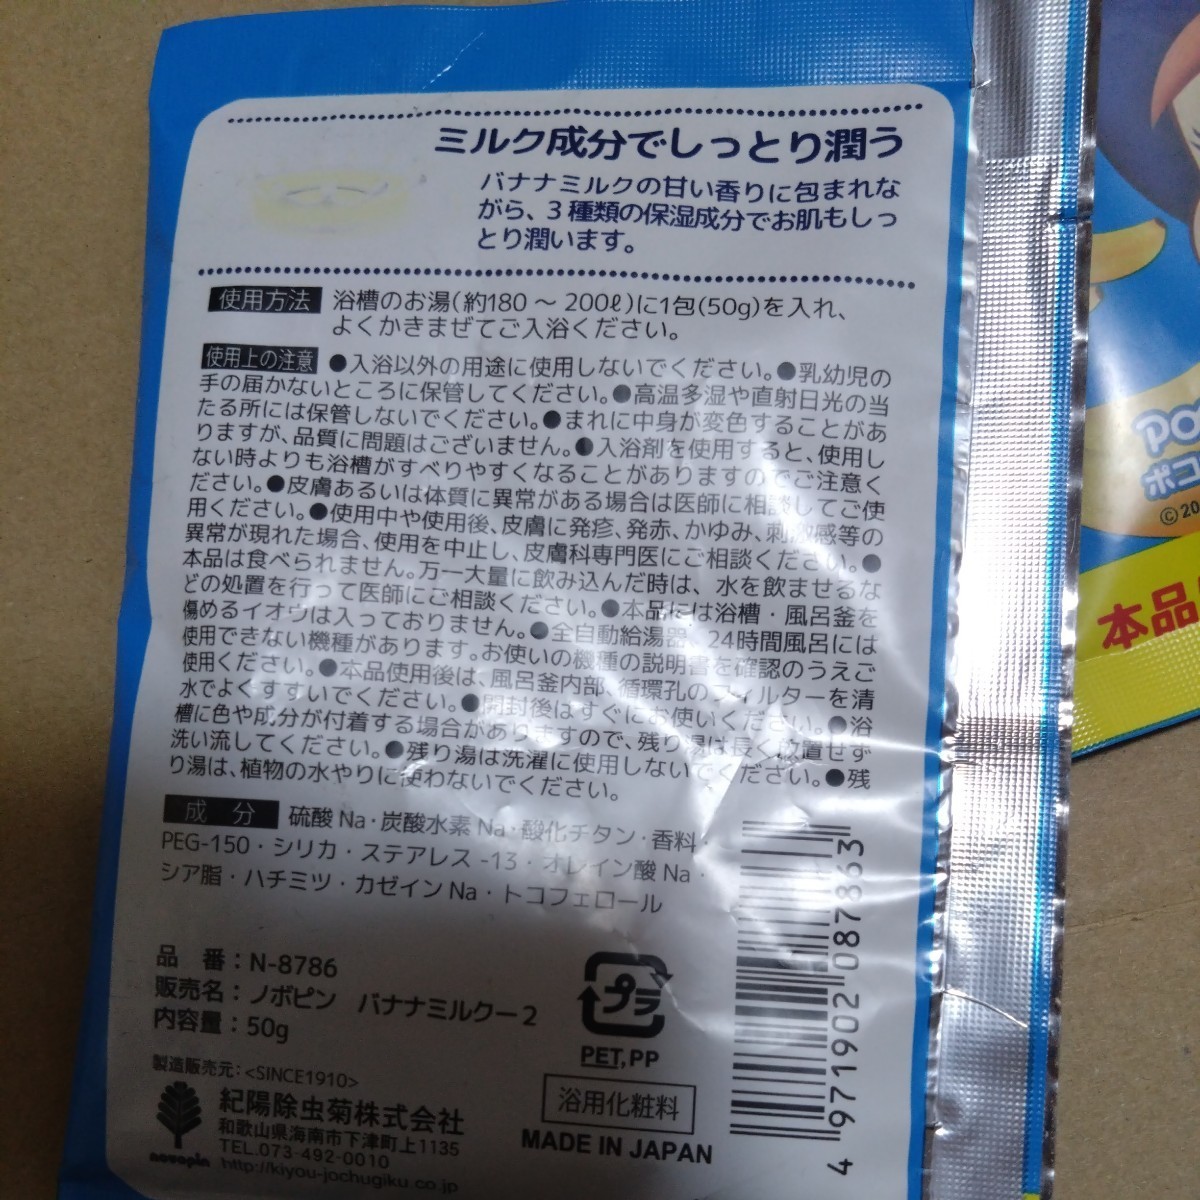 ミルク成分でしっとり潤う
バナナミルクの甘い香りに包まれな
がら、3種類の保湿成分でお肌もしっ
とり潤います。
使用方法 浴槽のお湯(約180～200ℓ)に1包(50g)を入れ、
よくかきまぜてご入浴ください。
使用上の注意 ●入浴以外の用途に使用しないでください。●乳幼児の
手の届かないところに保管してください。●高温多湿や直射日光の当
たる所には保管しないでください。●まれに中身が変色することがあ
りますが、品質に問題はございません。●入浴剤を使用すると、使用し
ない時よりも浴槽がすべりやすくなることがありますのでご注意く
ださい。●皮膚あるいは体質に異常がある場合は医師に相談してご使
用ください。●使用中や使用後、皮膚に発疹、発赤、かゆみ、刺激感等の
異常が現れた場合、使用を中止し、皮膚科専門医にご相談ください。●
本品は食べられません。万一大量に飲み込んだ時は、水を飲ませるな
どの処置を行って医師にご相談ください。●本品には浴槽・風呂釜を
傷めるイオウは入っておりません。●全自動給湯器、24時間風呂には
使用できない機種があります。お使いの機種の説明書を確認のうえご
使用ください。●本品使用後は、風呂釜内部、循環孔のフィルターを清
水でよくすすいでください。●開封後はすぐにお使いください。●浴
槽に色や成分が付着する場合がありますので、残り湯は長く放置せず
洗い流してください。●残り湯は洗濯に使用しないでください。●残
り湯は、植物の水やりに使わないでください。
成 分 硫酸Na・炭酸水素Na・酸化チタン・香料・
PEG-150・シリカ・ステアレス-13・オレイン酸Na・
シア脂・ハチミツ・カゼインNa・トコフェロール
品 番：N-8786
販売名：ノボピン バナナミルクー2
内容量：50g
プラ
PET,PP
製造販売元：<SINCE1910>
紀陽除虫菊株式会社
和歌山県海南市下津町上1135
TEL.073-492-0010
http://kiyou-jochugiku.co.jp
novopin
浴用化粧料
MADE IN JAPAN
4 971902 087863
PO
ポコ
©20
本品